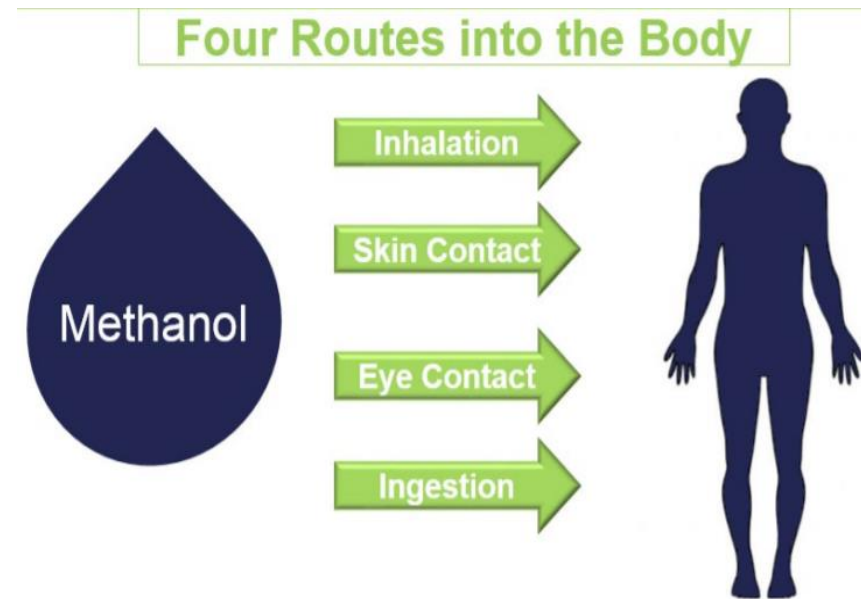 Four Routes into the Body
Inhalation
Skin Contact
Methanol
Eye Contact
Ingestion